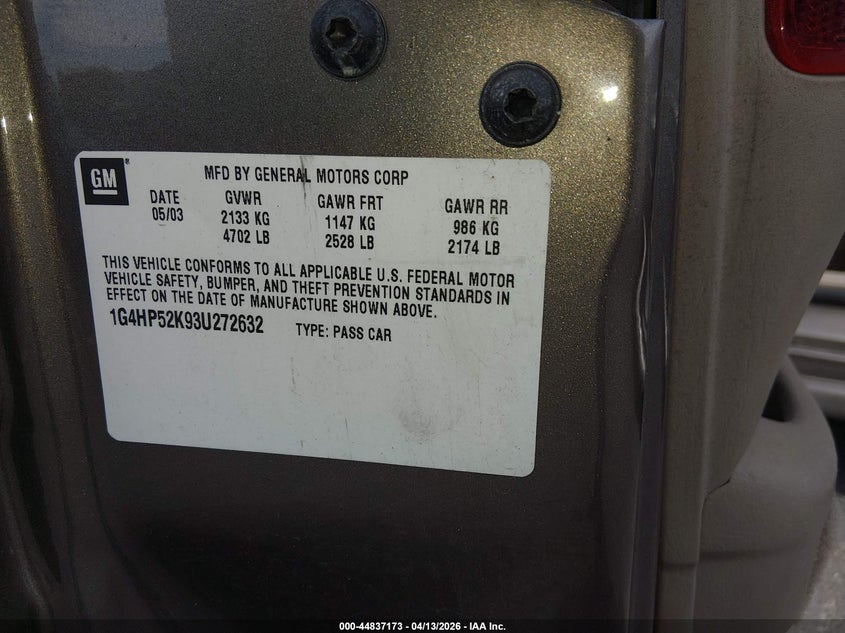 GM
MFD BY GENERAL MOTORS CORP
DATE GVWR GAWR FRT GAWR RR
05/03 2133 KG 1147 KG 986 KG
4702 LB 2528 LB 2174 LB
THIS VEHICLE CONFORMS TO ALL APPLICABLE U.S. FEDERAL MOTOR
VEHICLE SAFETY, BUMPER, AND THEFT PREVENTION STANDARDS IN
EFFECT ON THE DATE OF MANUFACTURE SHOWN ABOVE.
1G4HP52K93U272632 TYPE: PASS CAR
000-44837173 - 04/13/2026 - IAA Inc.